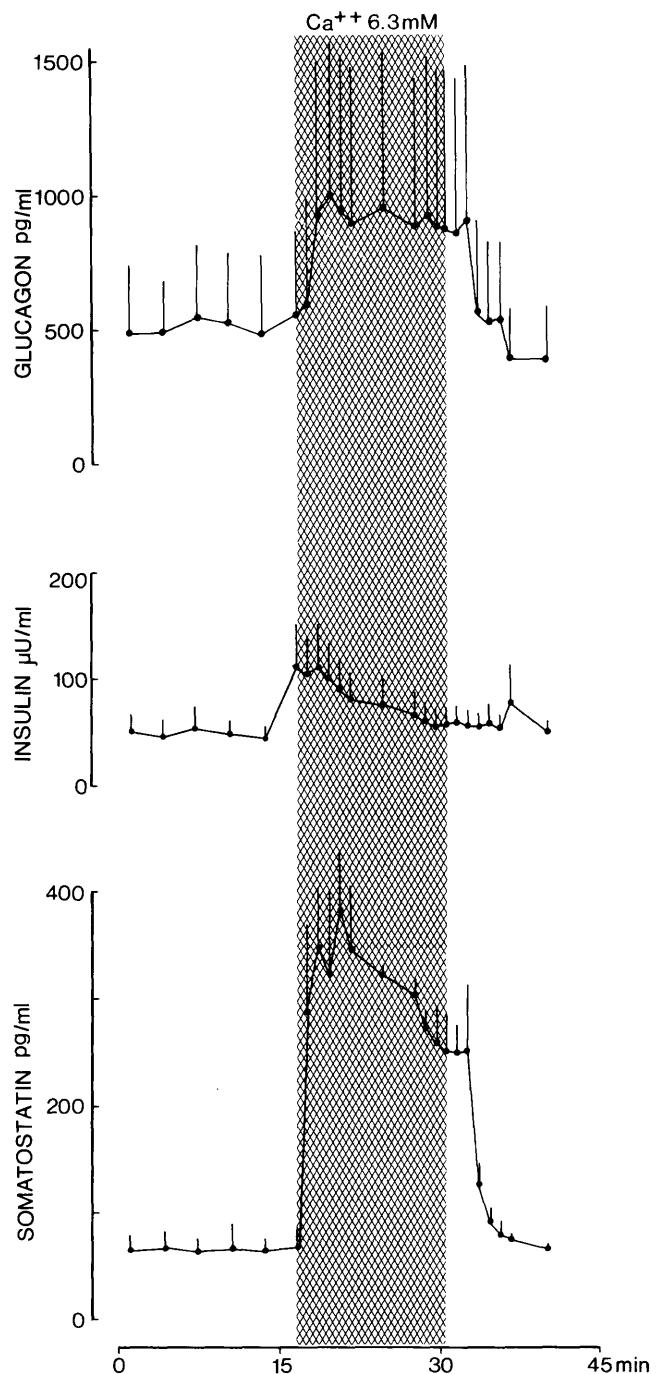 Ca++ 6.3mM
1500
1000
500
0
GLUCAGON pg/ml
200
100
0
INSULIN µU/ml
400
200
0
SOMATOSTATIN pg/ml
0 15 30 45 min